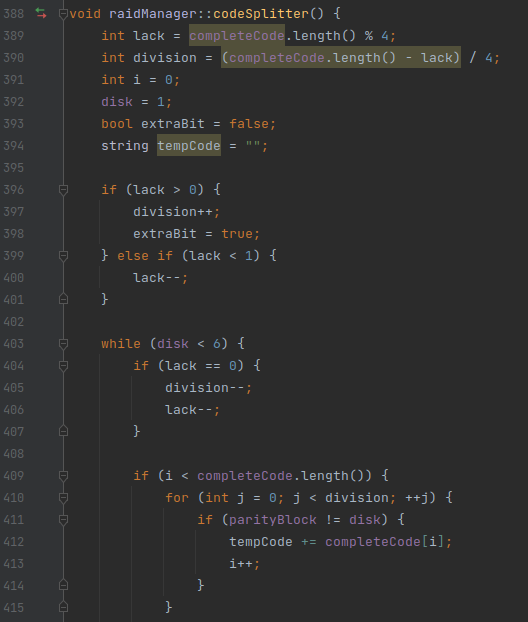 388 void raidManager::codeSplitter() {
389     int lack = completeCode.length() % 4;
390     int division = (completeCode.length() - lack) / 4;
391     int i = 0;
392     disk = 1;
393     bool extraBit = false;
394     string tempCode = "";
395
396     if (lack > 0) {
397         division++;
398         extraBit = true;
399     } else if (lack < 1) {
400         lack--;
401     }
402
403     while (disk < 6) {
404         if (lack == 0) {
405             division--;
406             lack--;
407         }
408
409         if (i < completeCode.length()) {
410             for (int j = 0; j < division; ++j) {
411                 if (parityBlock != disk) {
412                     tempCode += completeCode[i];
413                     i++;
414                 }
415             }